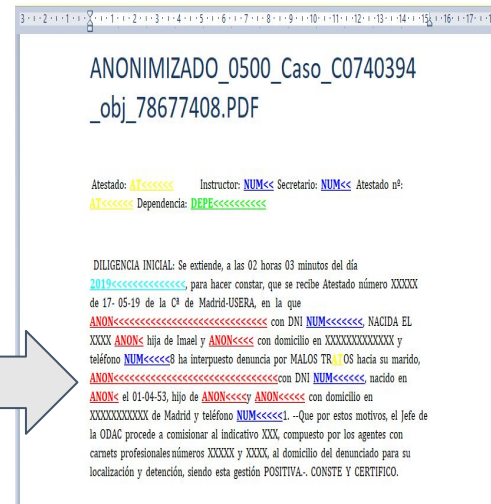 3 · 2 · 1 · 1 · 2 · 3 · 4 · 5 · 6 · 7 · 8 · 9 · 10 · 11 · 12 · 13 · 14 · 15 · 16 · 17 ·
ANONIMIZADO_0500_Caso_C0740394
_obj_78677408.PDF
Atestado: AT<<<<<< Instructor: NUM<< Secretario: NUM<< Atestado nº:
AT<<<<<< Dependencia: DEPE<<<<<<<<<<
DILIGENCIA INICIAL: Se extiende, a las 02 horas 03 minutos del día
2019<<<<<<<<<<<<<<, para hacer constar, que se recibe Atestado número XXXXX
de 17- 05-19 de la Cª de Madrid-USERA, en la que
ANON<<<<<<<<<<<<<<<<<<<<<<<<<<<<<< con DNI NUM<<<<<<<, NACIDA EL
XXXX ANON< hija de Imael y ANON<<<< con domicilio en XXXXXXXXXXXXX y
teléfono NUM<<<<<8 ha interpuesto denuncia por MALOS TRATOS hacia su marido,
ANON<<<<<<<<<<<<<<<<<<<<<<<<<<<<<<<<con DNI NUM<<<<<<, nacido en
ANON< el 01-04-53, hijo de ANON<<<<y ANON<<<<< con domicilio en
XXXXXXXXXXX de Madrid y teléfono NUM<<<<<1. --Que por estos motivos, el Jefe de
la ODAC procede a comisionar al indicativo XXX, compuesto por los agentes con
carnets profesionales números XXXXX y XXXX, al domicilio del denunciado para su
localización y detención, siendo esta gestión POSITIVA.-. CONSTE Y CERTIFICO.